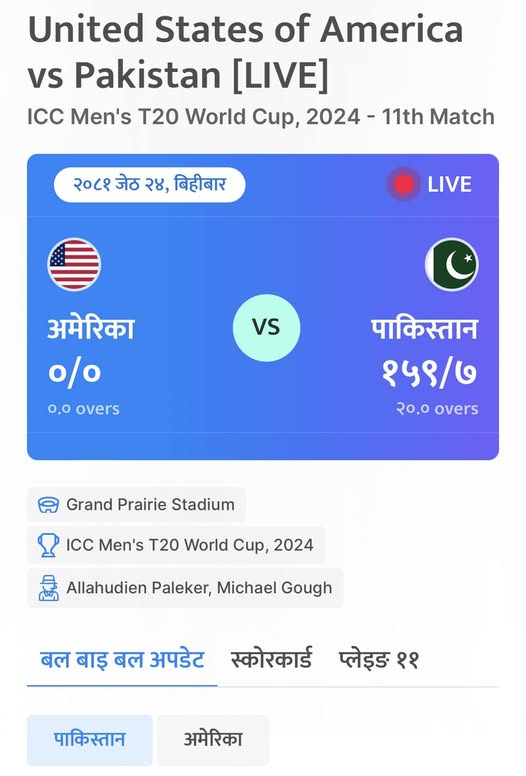 United States of America
vs Pakistan [LIVE]
ICC Men's T20 World Cup, 2024 - 11th Match
२०८१ जेठ २४, बिहीबार
LIVE
अमेरिका
VS
पाकिस्तान
०/०
१५९/७
०.० overs
२०.० overs
Grand Prairie Stadium
ICC Men's T20 World Cup, 2024
Allahudien Paleker, Michael Gough
बल बाइ बल अपडेट
स्कोरकार्ड
प्लेइङ ११
पाकिस्तान
अमेरिका